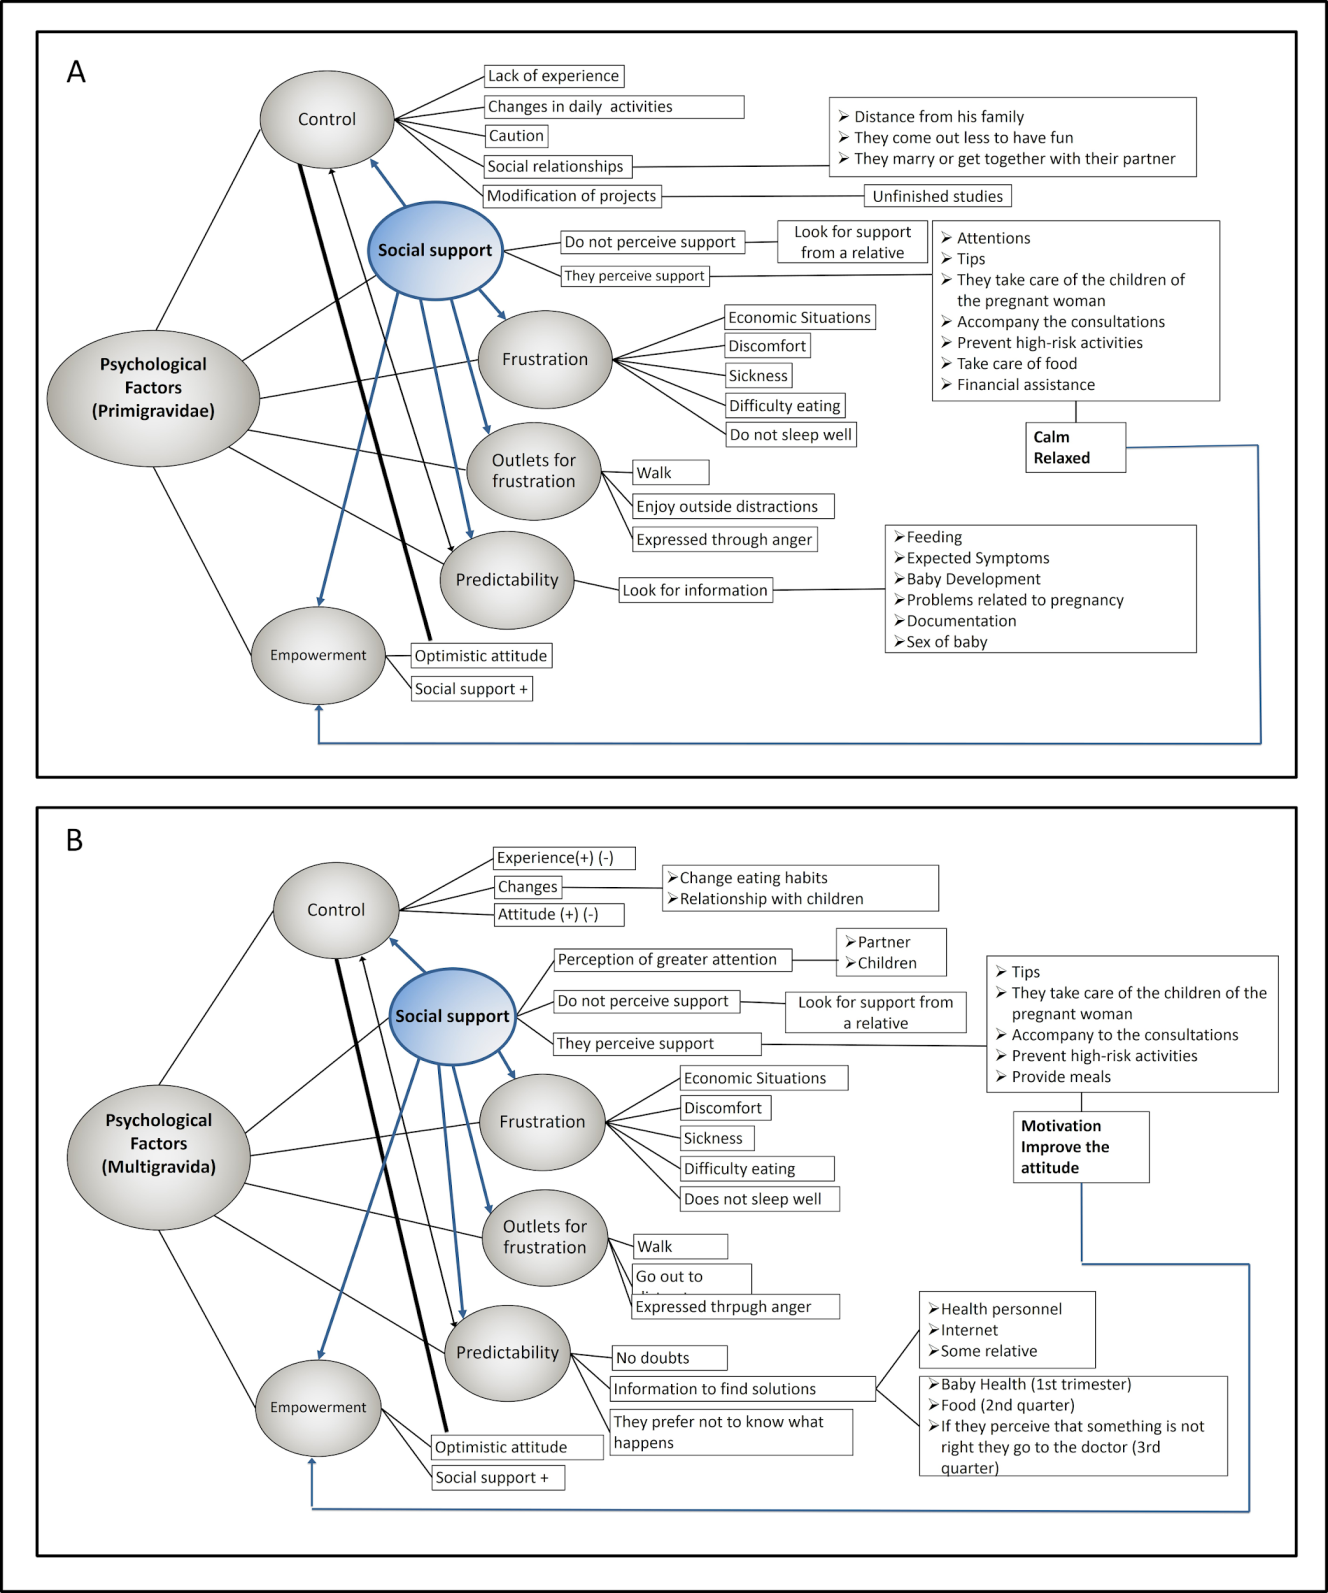 A
Control
Lack of experience
Changes in daily activities
Caution
Social relationships
Modification of projects
Distance from his family
They come out less to have fun
They marry or get together with their partner
Unfinished studies
Social support
Do not perceive support
They perceive support
Look for support
from a relative
Attentions
Tips
They take care of the children of
the pregnant woman
Accompany the consultations
Prevent high-risk activities
Take care of food
Financial assistance
Calm
Relaxed
Psychological
Factors
(Primigravidae)
Frustration
Economic Situations
Discomfort
Sickness
Difficulty eating
Do not sleep well
Outlets for
frustration
Walk
Enjoy outside distractions
Expressed through anger
Predictability
Look for information
Feeding
Expected Symptoms
Baby Development
Problems related to pregnancy
Documentation
Sex of baby
Empowerment
Optimistic attitude
Social support +
B
Control
Experience(+) (-)
Changes
Attitude (+) (-)
Change eating habits
Relationship with children
Social support
Perception of greater attention
Do not perceive support
They perceive support
Partner
Children
Look for support from
a relative
Tips
They take care of the children of the
pregnant woman
Accompany to the consultations
Prevent high-risk activities
Provide meals
Motivation
Improve the
attitude
Psychological
Factors
(Multigravida)
Frustration
Economic Situations
Discomfort
Sickness
Difficulty eating
Does not sleep well
Outlets for
frustration
Walk
Go out to
Expressed thrpugh anger
Predictability
No doubts
Information to find solutions
They prefer not to know what
happens
Health personnel
Internet
Some relative
Baby Health (1st trimester)
Food (2nd quarter)
If they perceive that something is not
right they go to the doctor (3rd
quarter)
Empowerment
Optimistic attitude
Social support +